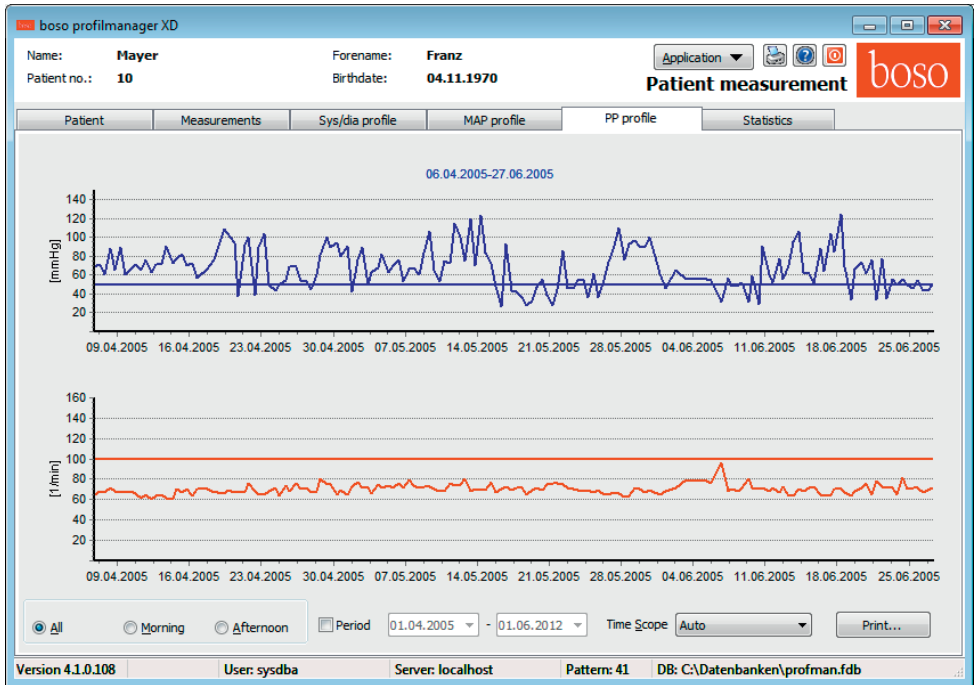 boso profilmanager XD
Name: Mayer Forename: Franz Application
Patient no.: 10 Birthdate: 04.11.1970 Patient measurement boso
Patient Measurements Sys/dia profile MAP profile PP profile Statistics
06.04.2005-27.06.2005
[mmHg]
140
120
100
80
60
40
20
09.04.2005 16.04.2005 23.04.2005 30.04.2005 07.05.2005 14.05.2005 21.05.2005 28.05.2005 04.06.2005 11.06.2005 18.06.2005 25.06.2005
[1/min]
160
140
120
100
80
60
40
20
09.04.2005 16.04.2005 23.04.2005 30.04.2005 07.05.2005 14.05.2005 21.05.2005 28.05.2005 04.06.2005 11.06.2005 18.06.2005 25.06.2005
All Morning Afternoon Period 01.04.2005 - 01.06.2012 Time Scope Auto Print...
Version 4.1.0.108 User: sysdba Server: localhost Pattern: 41 DB: C:\Datenbanken\profman.fdb